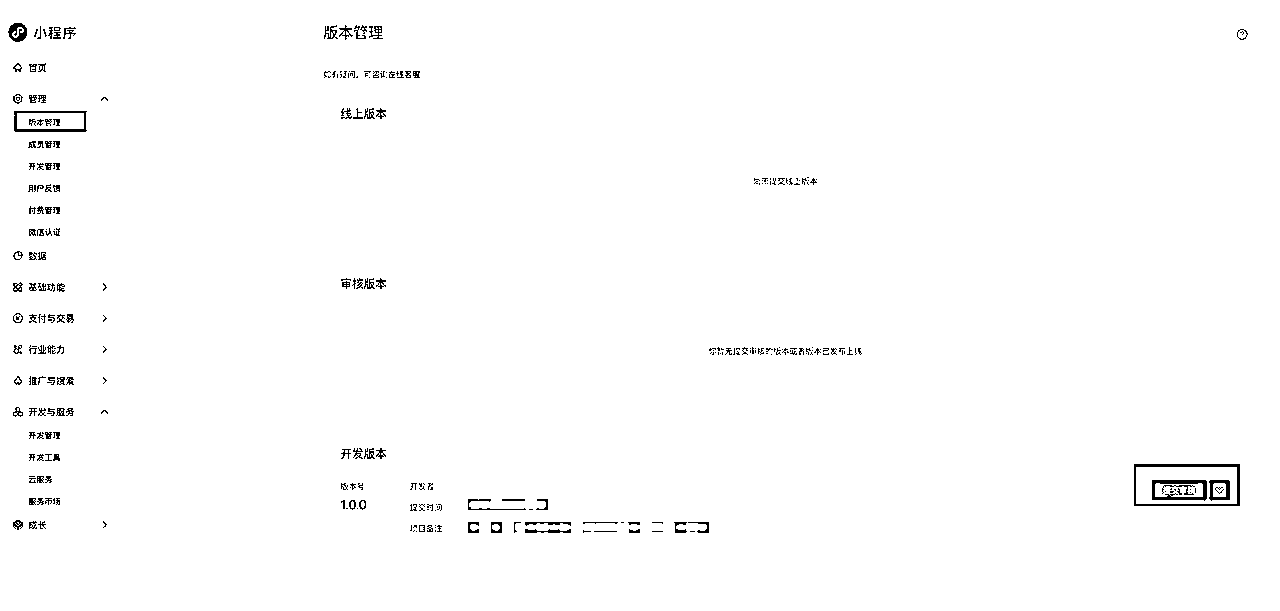 小程序
首页
管理
版本管理
成员管理
开发管理
用户反馈
付费管理
微信认证
数据
基础功能
支付与交易
行业能力
推广与搜索
开发与服务
开发管理
开发工具
云服务
服务市场
成长
版本管理
如有疑问，可咨询在线客服
线上版本
尚未提交线上版本
审核版本
你暂无提交审核的版本或者版本已发布上线
开发版本
版本号
1.0.0
开发者
提交时间
项目备注
提交审核